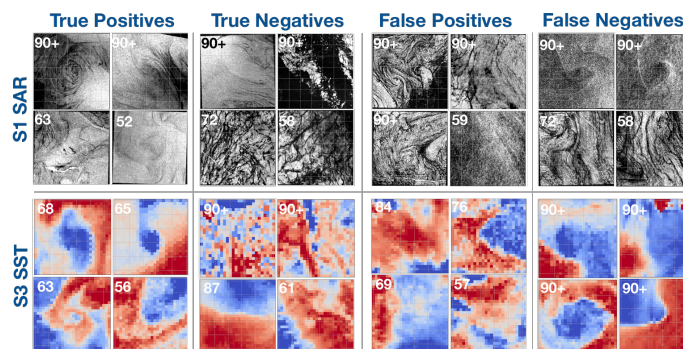 True Positives True Negatives False Positives False Negatives
S1 SAR
90+ 90+ 90+ 90+ 90+ 90+ 90+ 90+
63 52 72 58 90+ 59 72 58
S3 SST
68 65 90+ 90+ 84 76 90+ 90+
63 56 87 61 69 57 90+ 90+